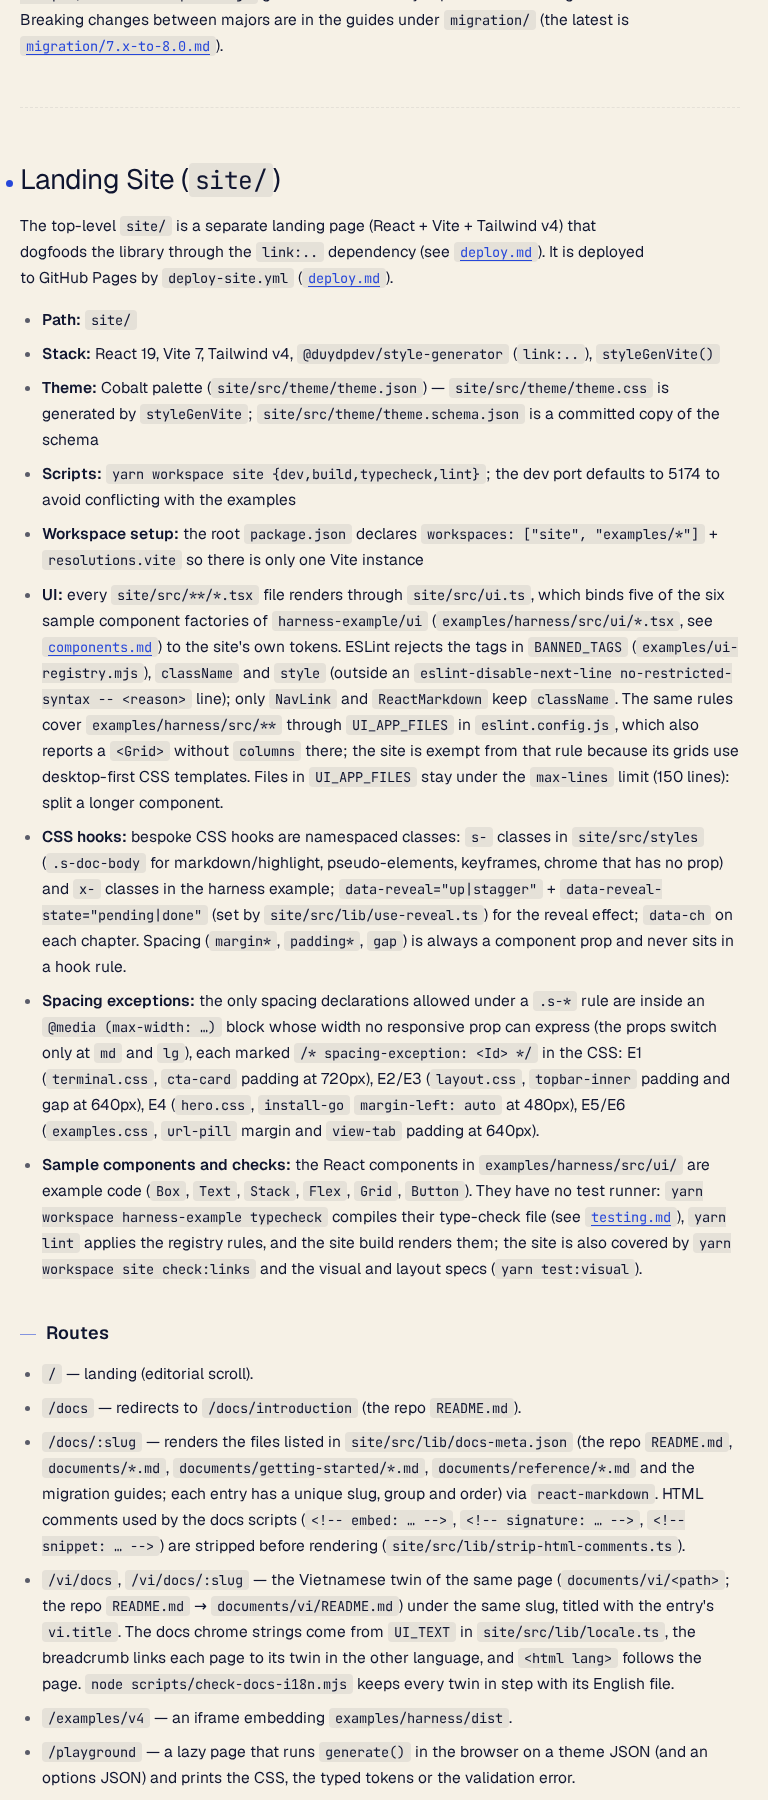 Breaking changes between majors are in the guides under migration/ (the latest is
migration/7.x-to-8.0.md ).
Landing Site ( site/ )
The top-level site/ is a separate landing page (React + Vite + Tailwind v4) that
dogfoods the library through the link:.. dependency (see deploy.md ). It is deployed
to GitHub Pages by deploy-site.yml ( deploy.md ).
Path: site/
Stack: React 19, Vite 7, Tailwind v4, @duydpdev/style-generator ( link:.. ), styleGenVite()
Theme: Cobalt palette ( site/src/theme/theme.json ) — site/src/theme/theme.css is
generated by styleGenVite ; site/src/theme/theme.schema.json is a committed copy of the
schema
Scripts: yarn workspace site {dev,build,typecheck,lint} ; the dev port defaults to 5174 to
avoid conflicting with the examples
Workspace setup: the root package.json declares workspaces: ["site", "examples/*"] +
resolutions.vite so there is only one Vite instance
UI: every site/src/**/*.tsx file renders through site/src/ui.ts , which binds five of the six
sample component factories of harness-example/ui ( examples/harness/src/ui/*.tsx , see
components.md ) to the site's own tokens. ESLint rejects the tags in BANNED_TAGS ( examples/ui-
registry.mjs ), className and style (outside an eslint-disable-next-line no-restricted-
syntax -- <reason> line); only NavLink and ReactMarkdown keep className . The same rules
cover examples/harness/src/** through UI_APP_FILES in eslint.config.js , which also
reports a <Grid> without columns there; the site is exempt from that rule because its grids use
desktop-first CSS templates. Files in UI_APP_FILES stay under the max-lines limit (150 lines):
split a longer component.
CSS hooks: bespoke CSS hooks are namespaced classes: s- classes in site/src/styles
( .s-doc-body for markdown/highlight, pseudo-elements, keyframes, chrome that has no prop)
and x- classes in the harness example; data-reveal="up|stagger" + data-reveal-
state="pending|done" (set by site/src/lib/use-reveal.ts ) for the reveal effect; data-ch on
each chapter. Spacing ( margin* , padding* , gap ) is always a component prop and never sits in
a hook rule.
Spacing exceptions: the only spacing declarations allowed under a .s-* rule are inside an
@media (max-width: …) block whose width no responsive prop can express (the props switch
only at md and lg ), each marked /* spacing-exception: <Id> */ in the CSS: E1
( terminal.css , cta-card padding at 720px), E2/E3 ( layout.css , topbar-inner padding and
gap at 640px), E4 ( hero.css , install-go margin-left: auto at 480px), E5/E6
( examples.css , url-pill margin and view-tab padding at 640px).
Sample components and checks: the React components in examples/harness/src/ui/ are
example code ( Box , Text , Stack , Flex , Grid , Button ). They have no test runner: yarn
workspace harness-example typecheck compiles their type-check file (see testing.md ), yarn
lint applies the registry rules, and the site build renders them; the site is also covered by yarn
workspace site check:links and the visual and layout specs ( yarn test:visual ).
Routes
/ — landing (editorial scroll).
/docs — redirects to /docs/introduction (the repo README.md ).
/docs/:slug — renders the files listed in site/src/lib/docs-meta.json (the repo README.md ,
documents/*.md , documents/getting-started/*.md , documents/reference/*.md and the
migration guides; each entry has a unique slug, group and order) via react-markdown . HTML
comments used by the docs scripts ( <!-- embed: … --> , <!-- signature: … --> , <!--
snippet: … --> ) are stripped before rendering ( site/src/lib/strip-html-comments.ts ).
/vi/docs , /vi/docs/:slug — the Vietnamese twin of the same page ( documents/vi/<path> ;
the repo README.md → documents/vi/README.md ) under the same slug, titled with the entry's
vi.title . The docs chrome strings come from UI_TEXT in site/src/lib/locale.ts , the
breadcrumb links each page to its twin in the other language, and <html lang> follows the
page. node scripts/check-docs-i18n.mjs keeps every twin in step with its English file.
/examples/v4 — an iframe embedding examples/harness/dist .
/playground — a lazy page that runs generate() in the browser on a theme JSON (and an
options JSON) and prints the CSS, the typed tokens or the validation error.